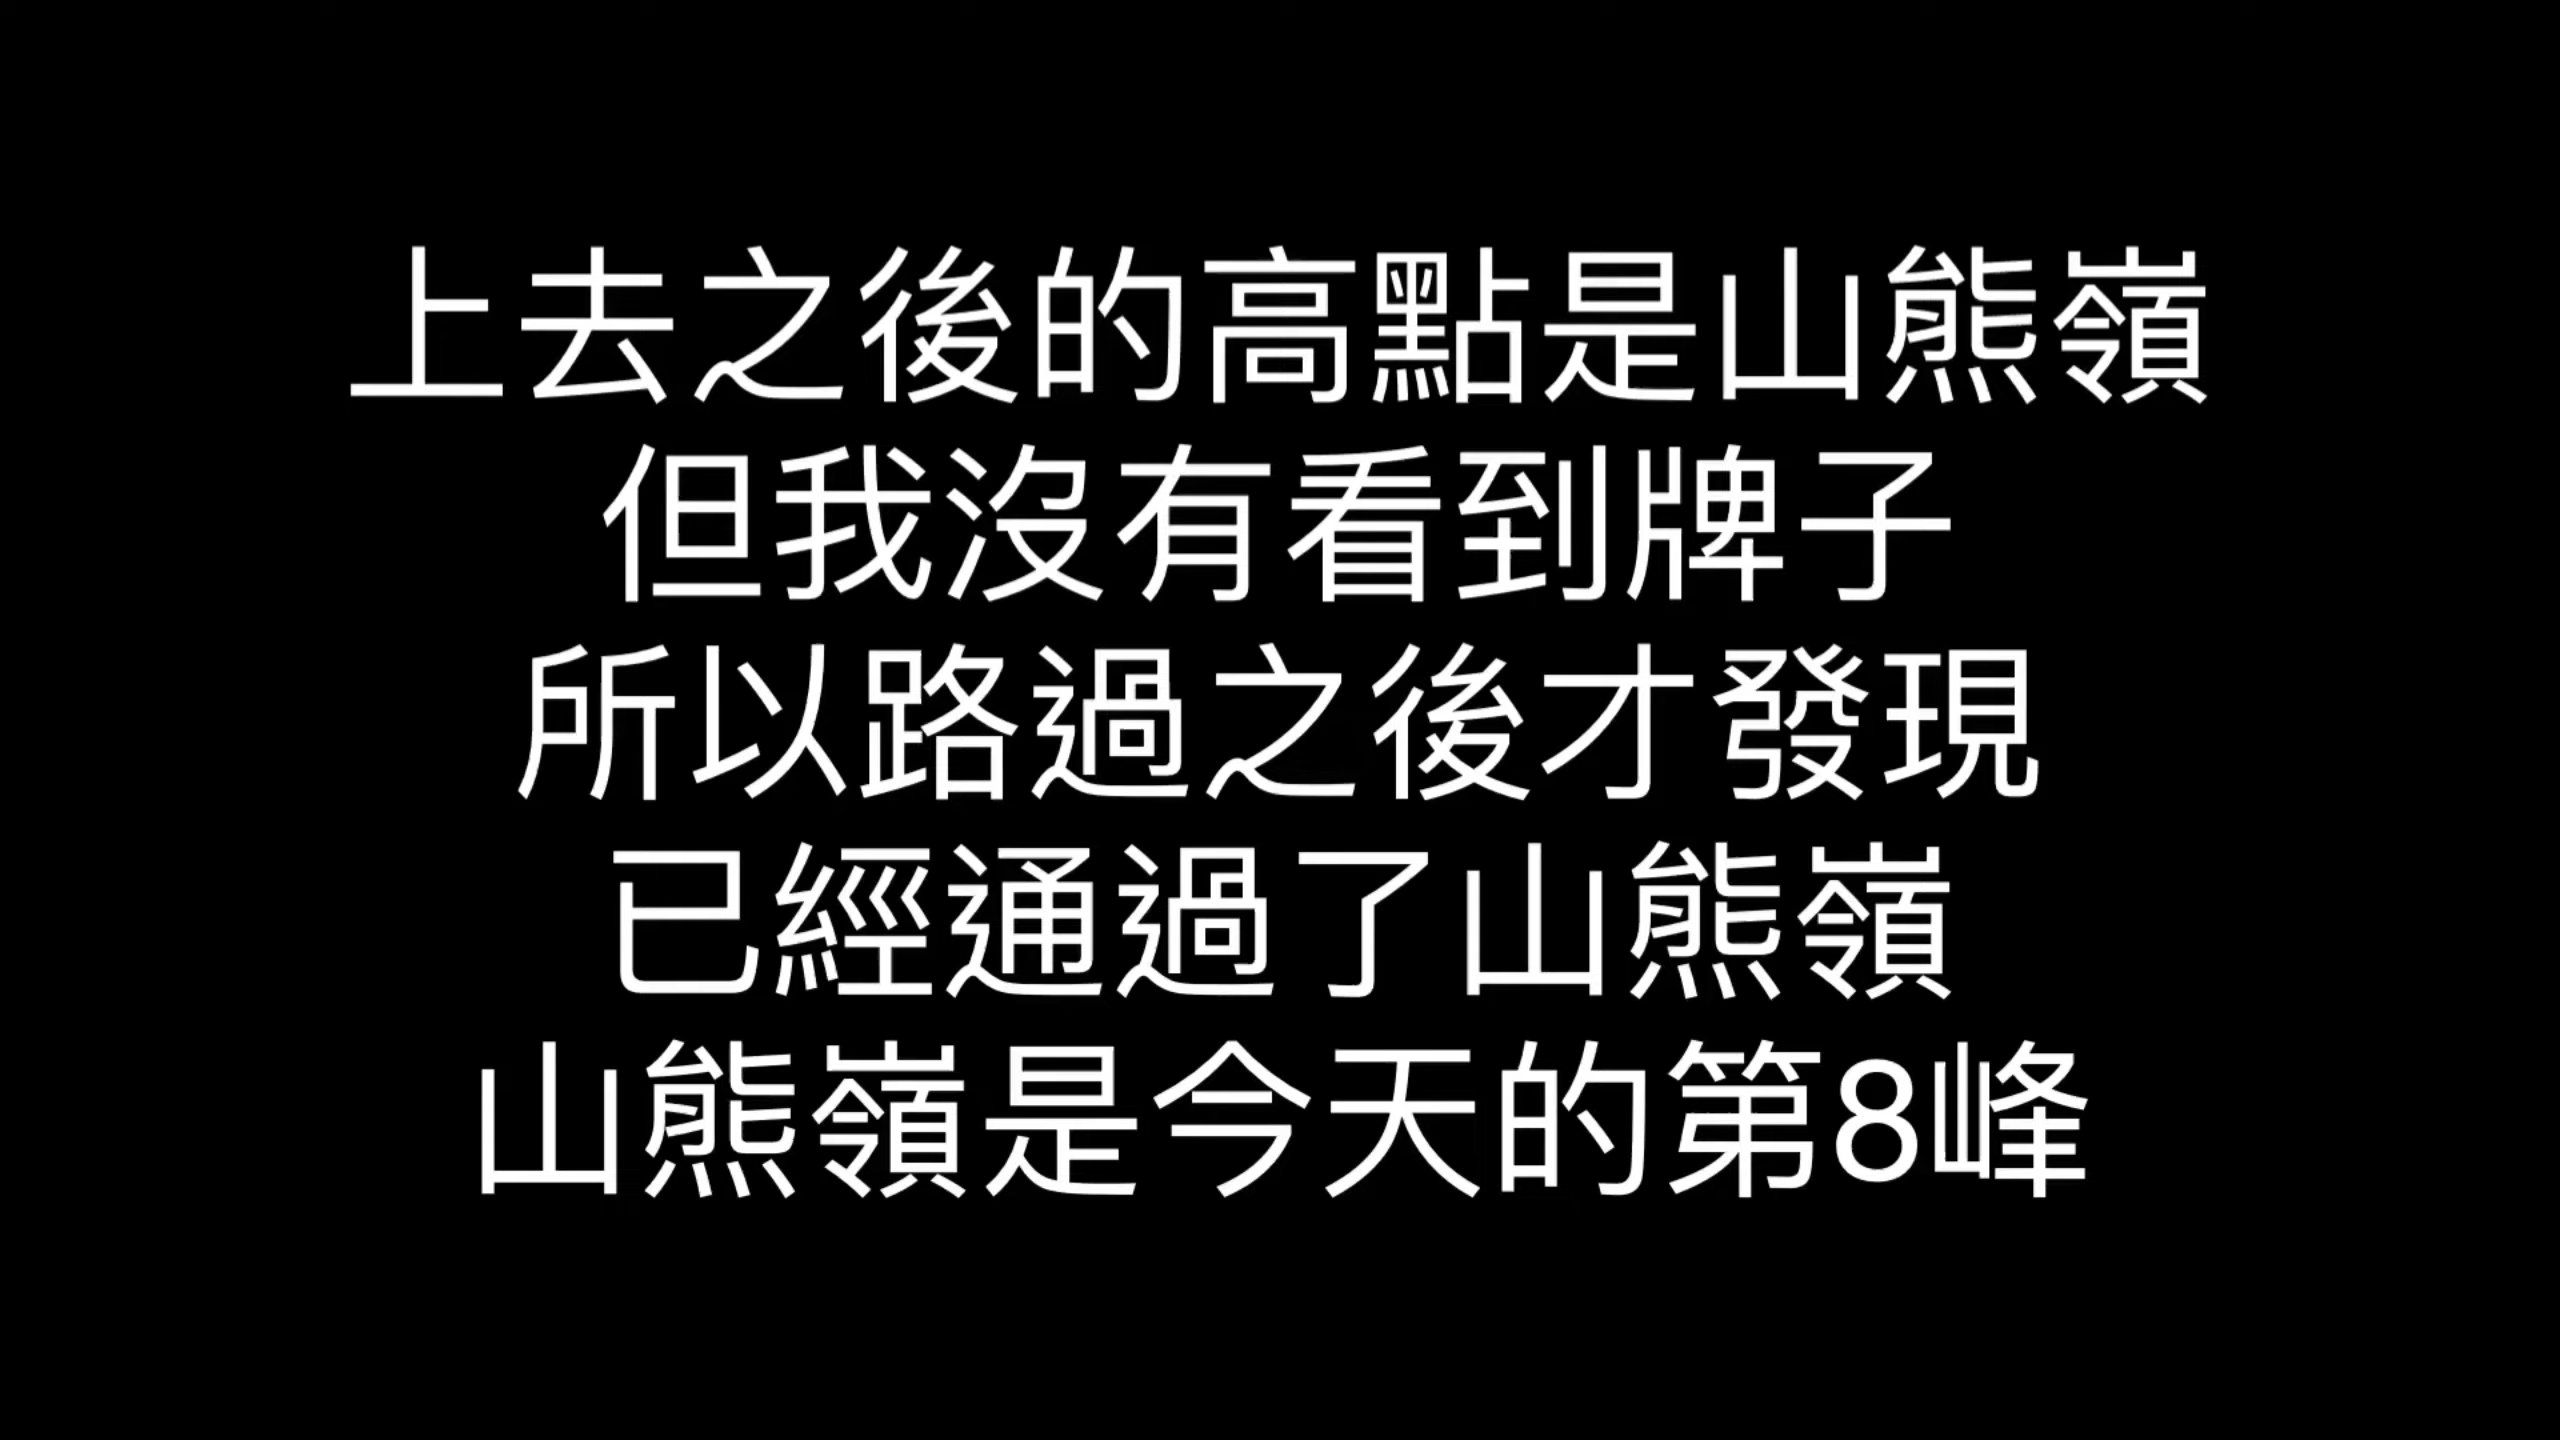 上去之後的高點是山熊嶺
但我沒有看到牌子
所以路過之後才發現
已經通過了山熊嶺
山熊嶺是今天的第8峰